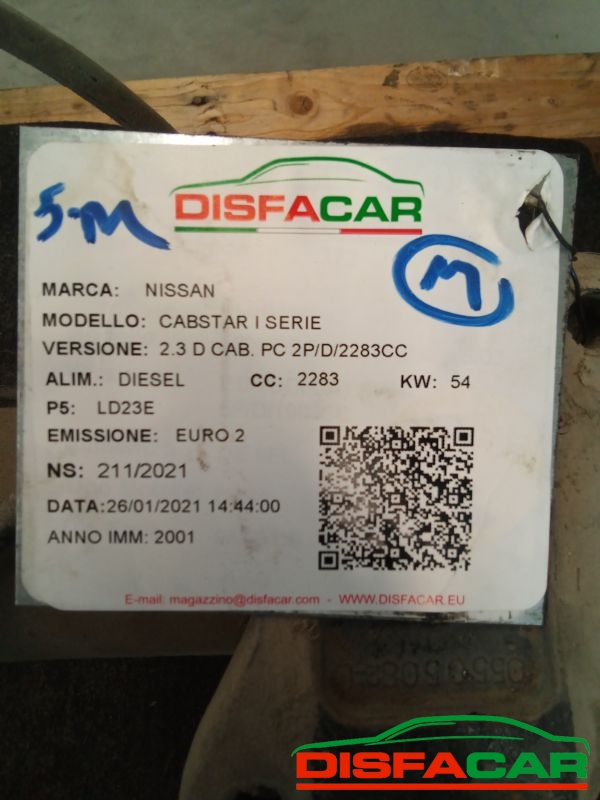 DISFACAR
5-M
M
MARCA: NISSAN
MODELLO: CABSTAR I SERIE
VERSIONE: 2.3 D CAB. PC 2P/D/2283CC
ALIM.: DIESEL CC: 2283 KW: 54
P5: LD23E
EMISSIONE: EURO 2
NS: 211/2021
DATA:26/01/2021 14:44:00
ANNO IMM: 2001
E-mail: magazzino@disfacar.com - WWW.DISFACAR.EU
DISFACAR